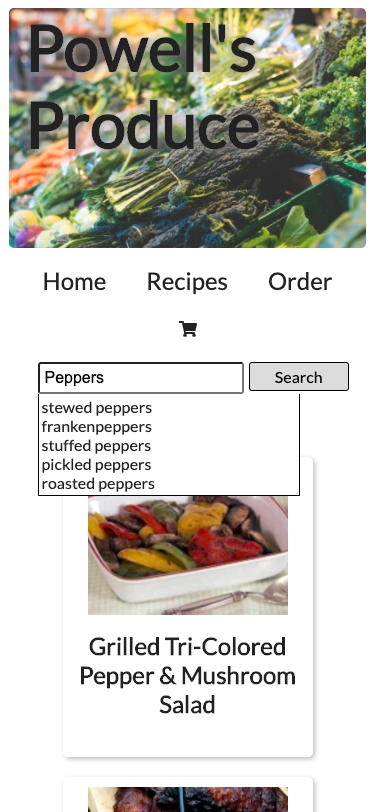 Powell's
Produce
Home Recipes Order
Peppers Search
stewed peppers
frankenpeppers
stuffed peppers
pickled peppers
roasted peppers
Grilled Tri-Colored
Pepper & Mushroom
Salad